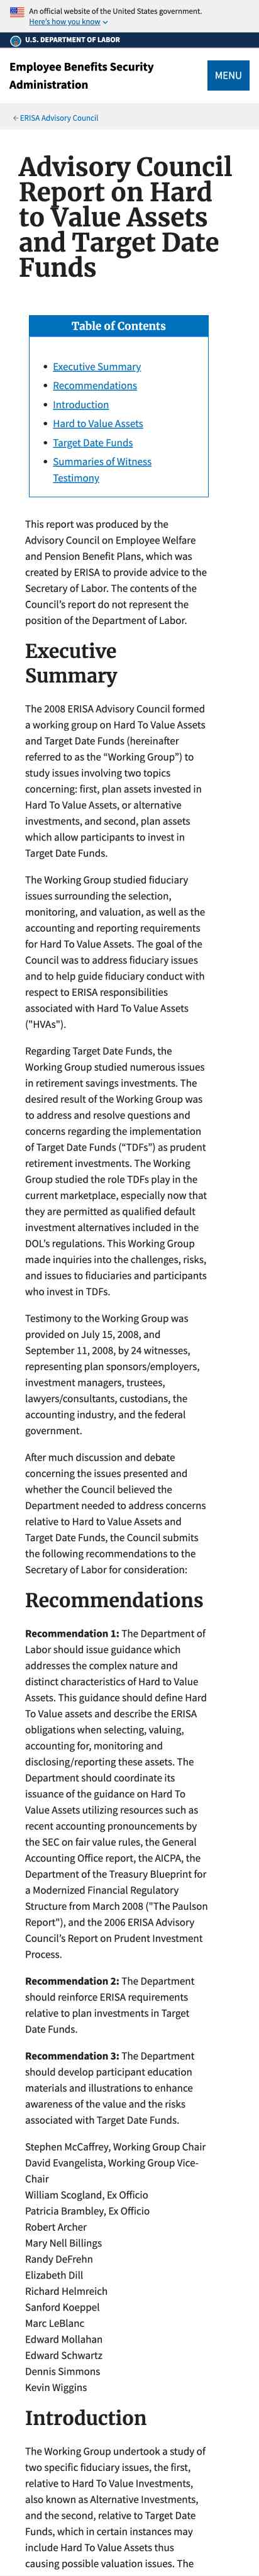 An official website of the United States government.
Here's how you know
U.S. DEPARTMENT OF LABOR
Employee Benefits Security
Administration
MENU
← ERISA Advisory Council
Advisory Council
Report on Hard
to Value Assets
and Target Date
Funds
Table of Contents
• Executive Summary
• Recommendations
• Introduction
• Hard to Value Assets
• Target Date Funds
• Summaries of Witness
Testimony
This report was produced by the
Advisory Council on Employee Welfare
and Pension Benefit Plans, which was
created by ERISA to provide advice to the
Secretary of Labor. The contents of the
Council's report do not represent the
position of the Department of Labor.
Executive
Summary
The 2008 ERISA Advisory Council formed
a working group on Hard To Value Assets
and Target Date Funds (hereinafter
referred to as the “Working Group”) to
study issues involving two topics
concerning: first, plan assets invested in
Hard To Value Assets, or alternative
investments, and second, plan assets
which allow participants to invest in
Target Date Funds.
The Working Group studied fiduciary
issues surrounding the selection,
monitoring, and valuation, as well as the
accounting and reporting requirements
for Hard To Value Assets. The goal of the
Council was to address fiduciary issues
and to help guide fiduciary conduct with
respect to ERISA responsibilities
associated with Hard To Value Assets
("HVAs").
Regarding Target Date Funds, the
Working Group studied numerous issues
in retirement savings investments. The
desired result of the Working Group was
to address and resolve questions and
concerns regarding the implementation
of Target Date Funds (“TDFs”) as prudent
retirement investments. The Working
Group studied the role TDFs play in the
current marketplace, especially now that
they are permitted as qualified default
investment alternatives included in the
DOL's regulations. This Working Group
made inquiries into the challenges, risks,
and issues to fiduciaries and participants
who invest in TDFs.
Testimony to the Working Group was
provided on July 15, 2008, and
September 11, 2008, by 24 witnesses,
representing plan sponsors/employers,
investment managers, trustees,
lawyers/consultants, custodians, the
accounting industry, and the federal
government.
After much discussion and debate
concerning the issues presented and
whether the Council believed the
Department needed to address concerns
relative to Hard to Value Assets and
Target Date Funds, the Council submits
the following recommendations to the
Secretary of Labor for consideration:
Recommendations
Recommendation 1: The Department of
Labor should issue guidance which
addresses the complex nature and
distinct characteristics of Hard to Value
Assets. This guidance should define Hard
To Value assets and describe the ERISA
obligations when selecting, valuing,
accounting for, monitoring and
disclosing/reporting these assets. The
Department should coordinate its
issuance of the guidance on Hard To
Value Assets utilizing resources such as
recent accounting pronouncements by
the SEC on fair value rules, the General
Accounting Office report, the AICPA, the
Department of the Treasury Blueprint for
a Modernized Financial Regulatory
Structure from March 2008 ("The Paulson
Report"), and the 2006 ERISA Advisory
Council's Report on Prudent Investment
Process.
Recommendation 2: The Department
should reinforce ERISA requirements
relative to plan investments in Target
Date Funds.
Recommendation 3: The Department
should develop participant education
materials and illustrations to enhance
awareness of the value and the risks
associated with Target Date Funds.
Stephen McCaffrey, Working Group Chair
David Evangelista, Working Group Vice-
Chair
William Scogland, Ex Officio
Patricia Brambley, Ex Officio
Robert Archer
Mary Nell Billings
Randy DeFrehn
Elizabeth Dill
Richard Helmreich
Sanford Koeppel
Marc LeBlanc
Edward Mollahan
Edward Schwartz
Dennis Simmons
Kevin Wiggins
Introduction
The Working Group undertook a study of
two specific fiduciary issues, the first,
relative to Hard To Value Investments,
also known as Alternative Investments,
and the second, relative to Target Date
Funds, which in certain instances may
include Hard To Value Assets thus
causing possible valuation issues. The